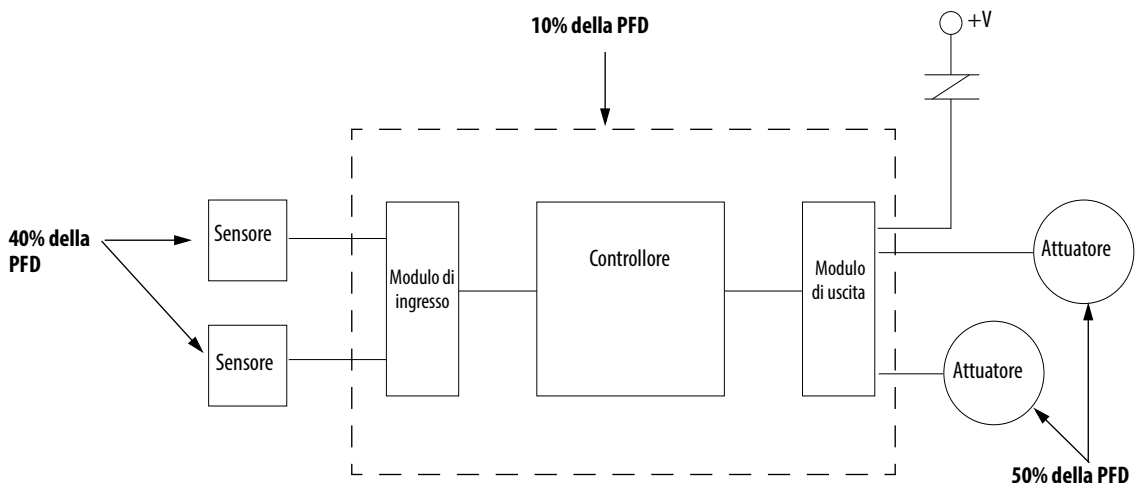 10% della PFD
+V
40% della
PFD
Sensore
Sensore
Modulo di
ingresso
Controllore
Modulo
di uscita
Attuatore
Attuatore
50% della PFD